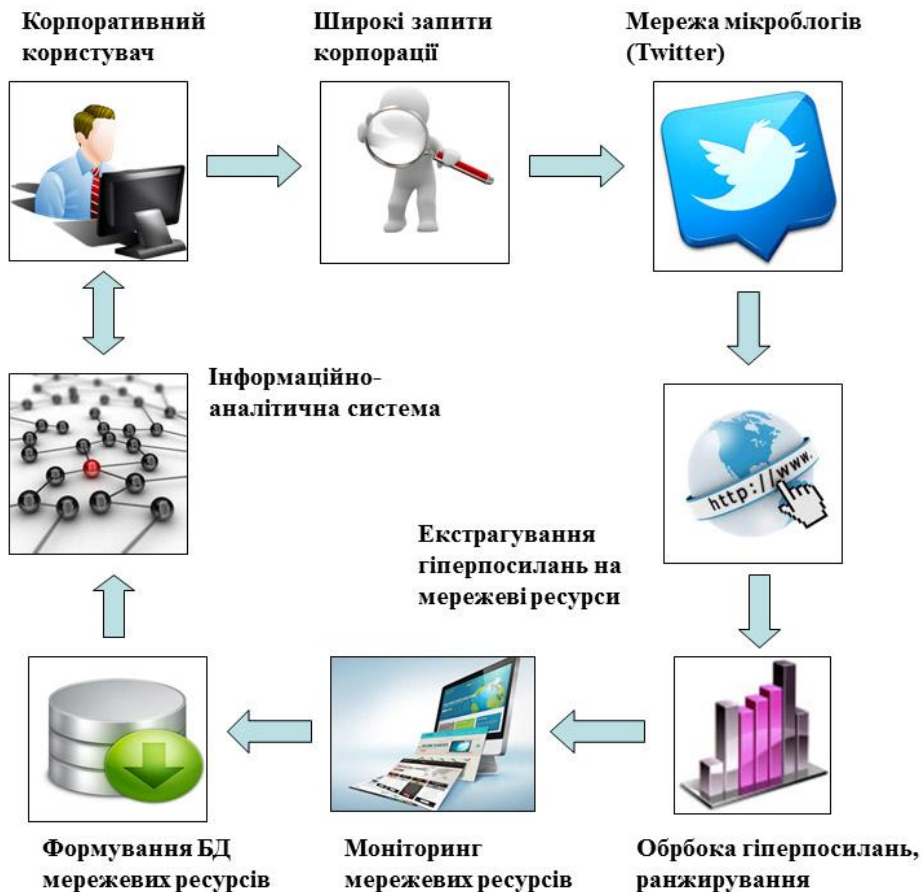 Корпоративний
користувач
Широкі запити
корпорації
Мережа мікроблогів
(Twitter)
Інформаційно-
аналітична система
http://www.
Екстрагування
гіперпосилань на
мережеві ресурси
Формування БД
мережевих ресурсів
Моніторинг
мережевих ресурсів
Обрбока гіперпосилань,
ранжирування